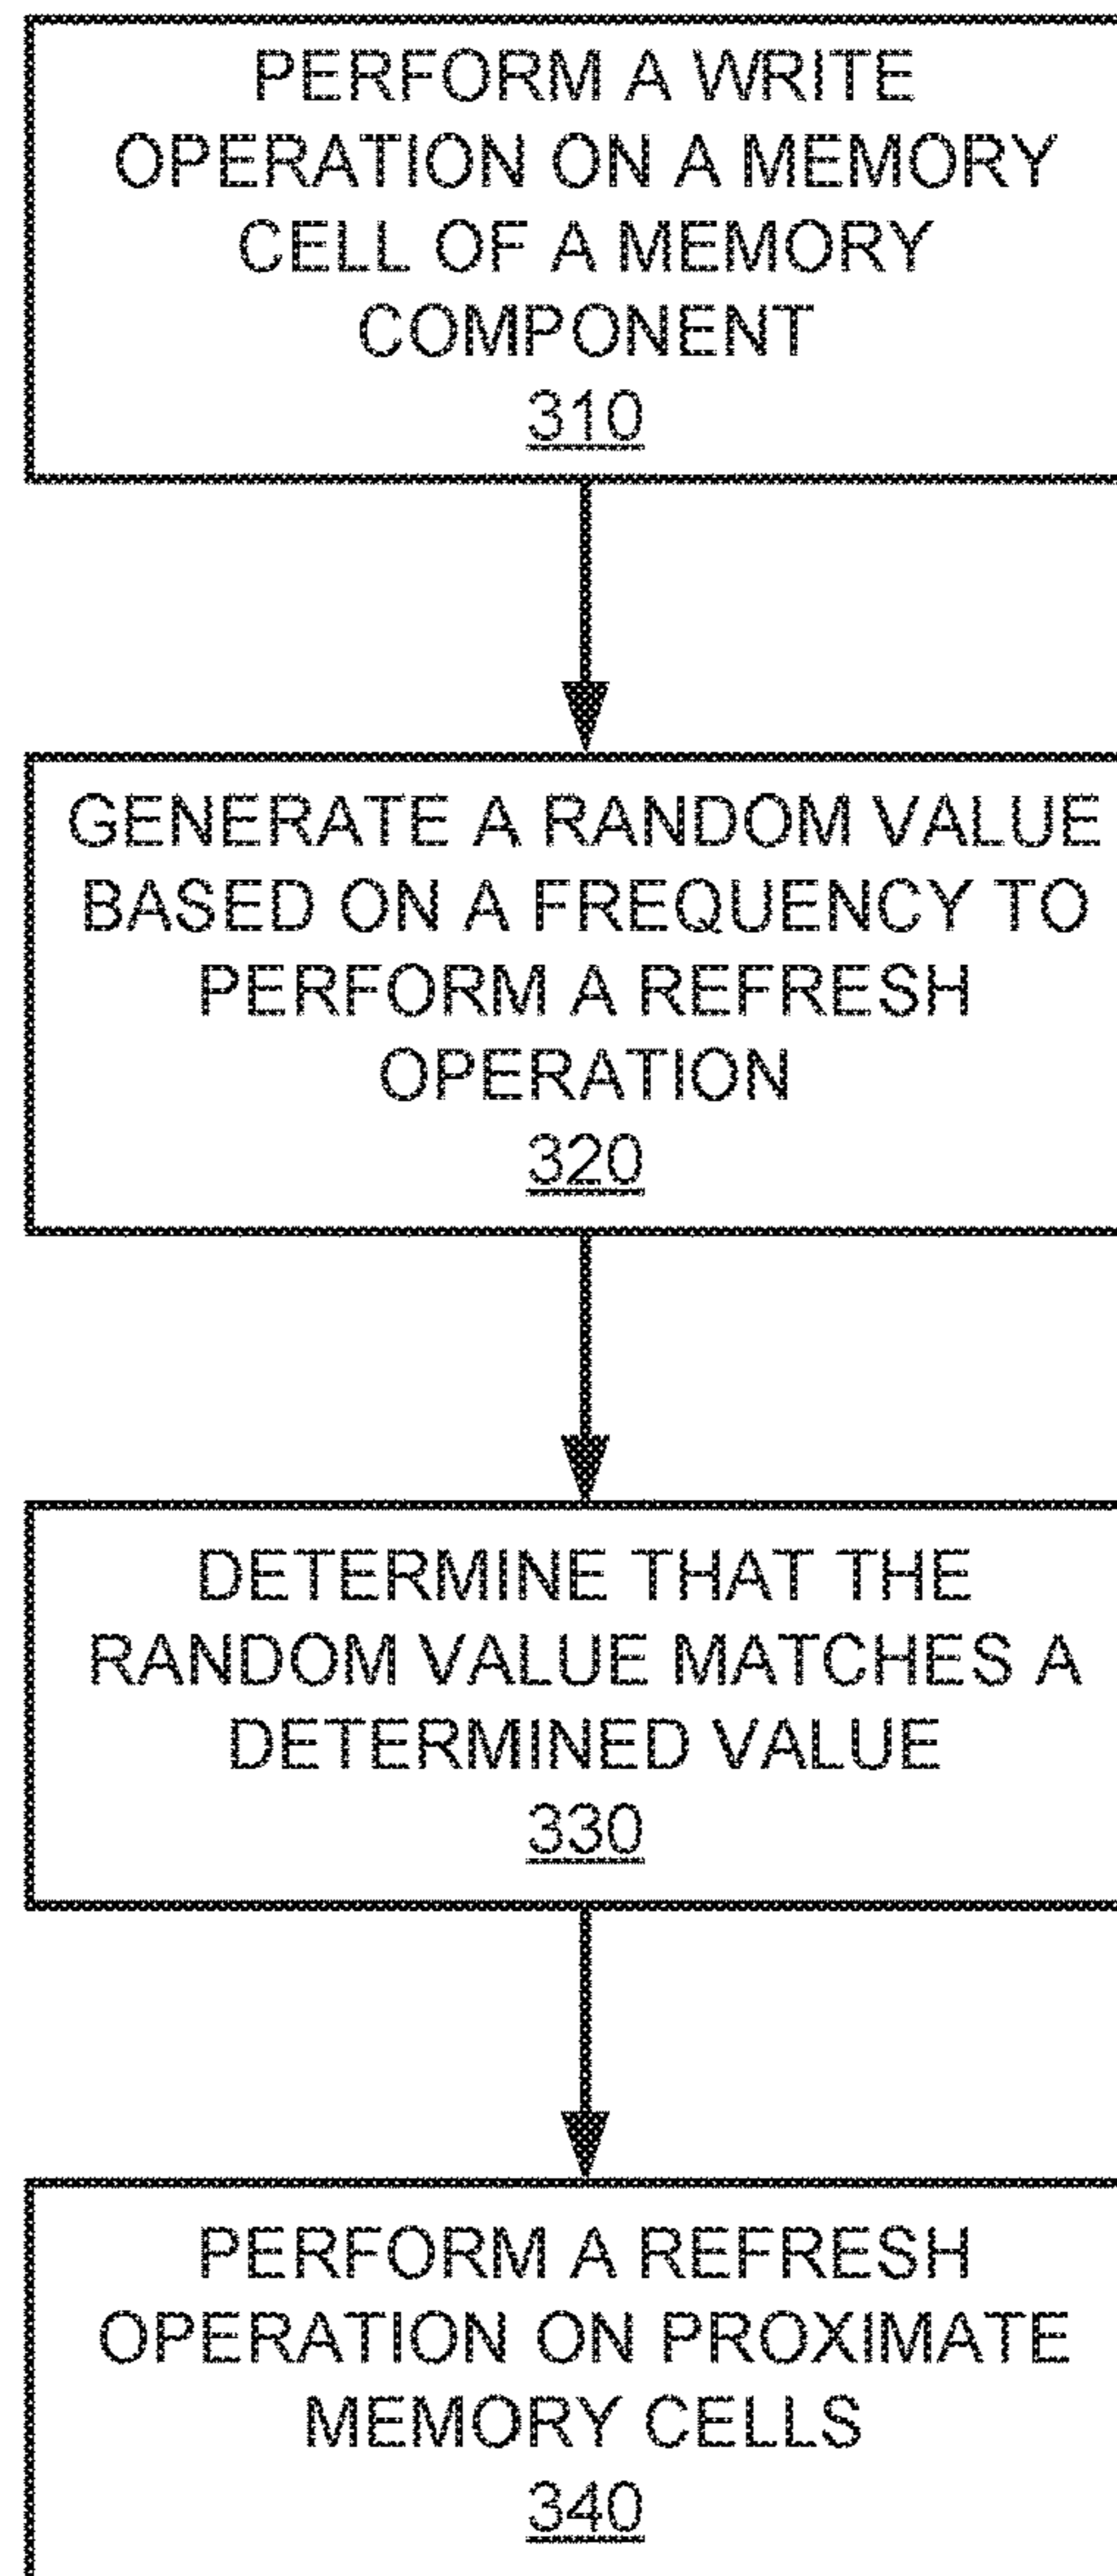 PERFORM A WRITE
OPERATION ON A MEMORY
CELL OF A MEMORY
COMPONENT
310
GENERATE A RANDOM VALUE
BASED ON A FREQUENCY TO
PERFORM A REFRESH
OPERATION
320
DETERMINE THAT THE
RANDOM VALUE MATCHES A
DETERMINED VALUE
330
PERFORM A REFRESH
OPERATION ON PROXIMATE
MEMORY CELLS
340